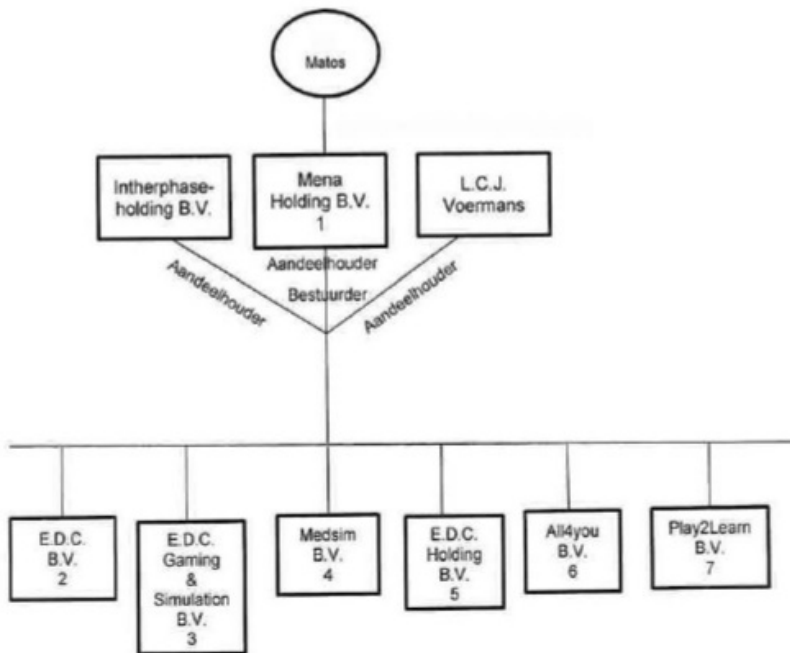 Matos
Intherphase-
holding B.V.
Mena
Holding B.V.
1
L.C.J.
Voermans
Aandeelhouder
Aandeelhouder
Bestuurder
Aandeelhouder
E.D.C.
B.V.
2
E.D.C.
Gaming
&
Simulation
B.V.
3
Medsim
B.V.
4
E.D.C.
Holding
B.V.
5
All4you
B.V.
6
Play2Learn
B.V.
7